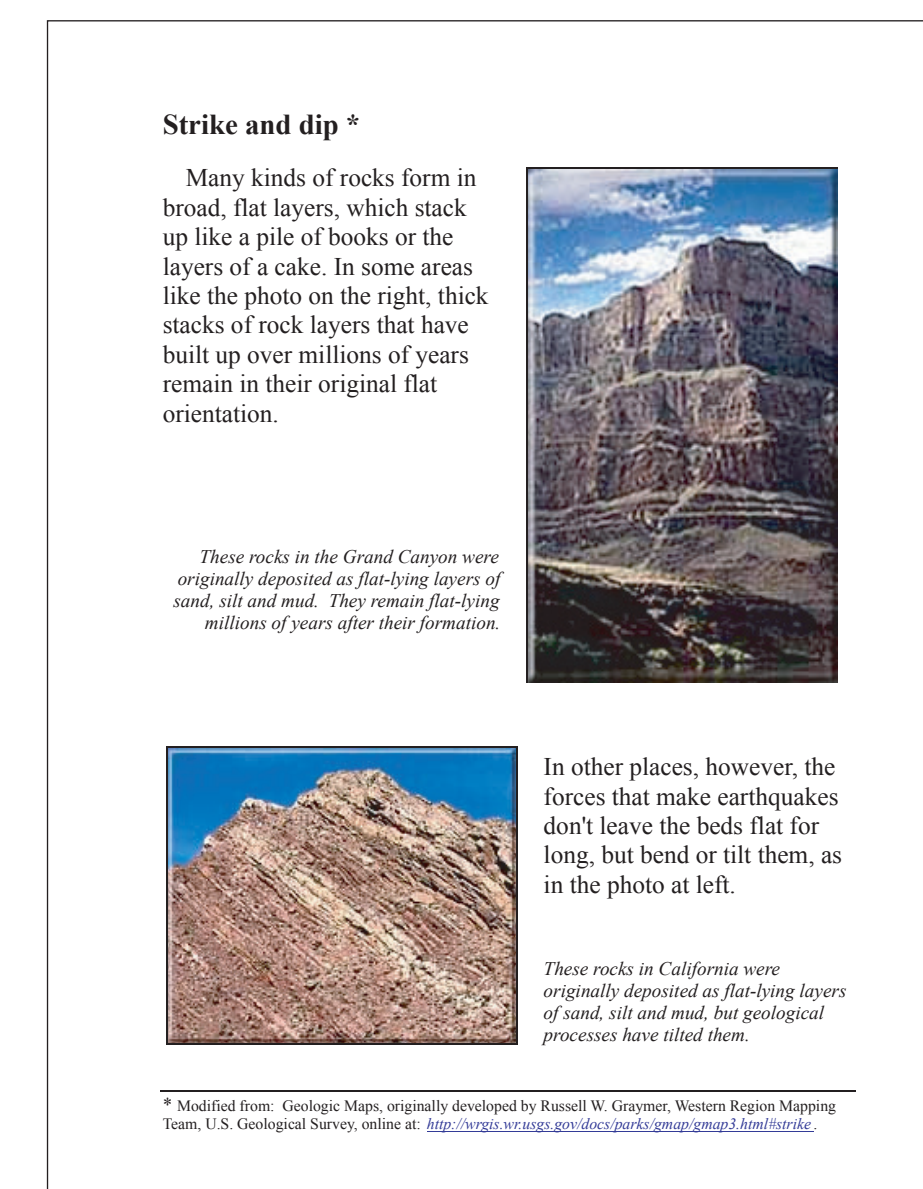 Strike and dip *
Many kinds of rocks form in
broad, flat layers, which stack
up like a pile of books or the
layers of a cake. In some areas
like the photo on the right, thick
stacks of rock layers that have
built up over millions of years
remain in their original flat
orientation.
These rocks in the Grand Canyon were
originally deposited as flat-lying layers of
sand, silt and mud.  They remain flat-lying
millions of years after their formation.
In other places, however, the
forces that make earthquakes
don't leave the beds flat for
long, but bend or tilt them, as
in the photo at left.
These rocks in California were
originally deposited as flat-lying layers
of sand, silt and mud, but geological
processes have tilted them.
* Modified from:  Geologic Maps, originally developed by Russell W. Graymer, Western Region Mapping
Team, U.S. Geological Survey, online at:  http://wrgis.wr.usgs.gov/docs/parks/gmap/gmap3.html#strike .